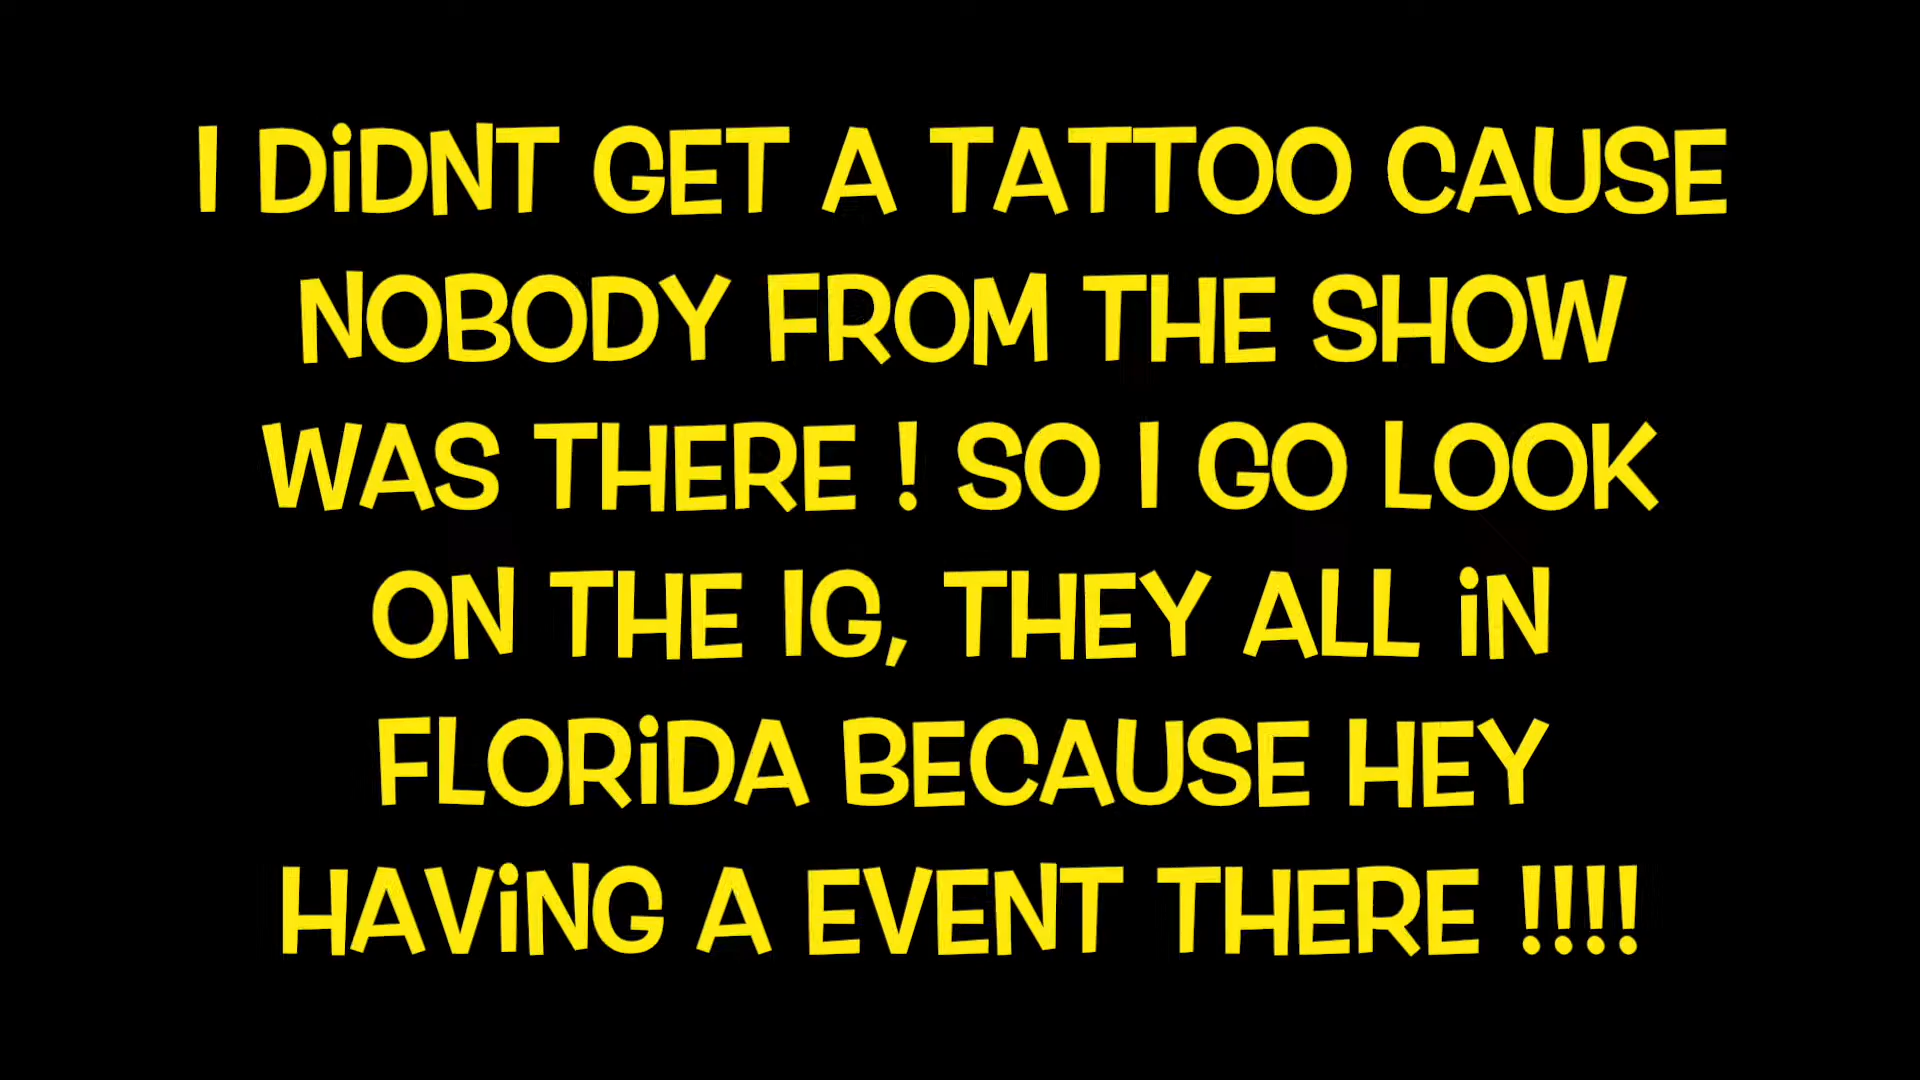 I DiDNT GET A TATTOO CAUSE
NOBODY FROM THE SHOW
WAS THERE ! SO I GO LOOK
ON THE IG, THEY ALL iN
FLORiDA BECAUSE HEY
HAViNG A EVENT THERE !!!!